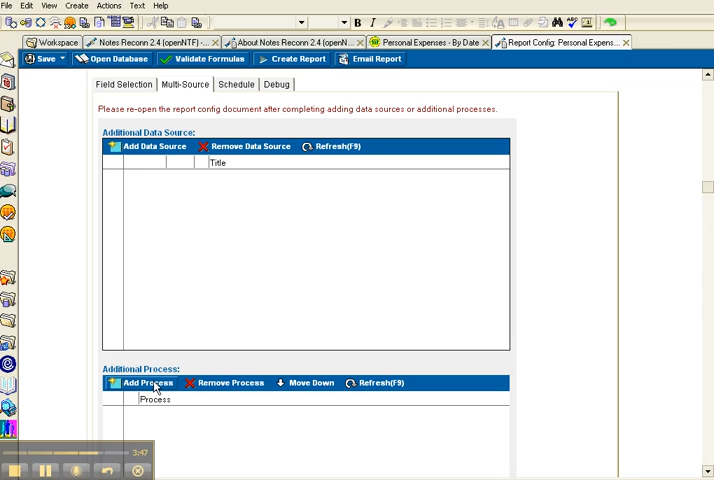 File Edit View Create Actions Text Help
B I
Workspace Notes Reconn 2.4 (openNTF) -... About Notes Reconn 2.4 (openN... Personal Expenses - By Date Report Config: Personal Expens...
Save Open Database Validate Formulas Create Report Email Report
Field Selection Multi-Source Schedule Debug
Please re-open the report config document after completing adding data sources or additional processes.
Additional Data Source:
Add Data Source Remove Data Source Refresh(F9)
Title
Additional Process:
Add Process Remove Process Move Down Refresh(F9)
Process
3:47